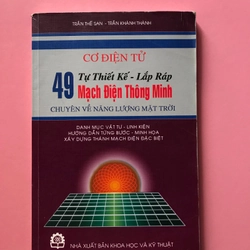 TRẦN THẾ SAN - TRẦN KHÁNH THÀNH
CƠ ĐIỆN TỬ
49 Tự Thiết Kế - Lắp Ráp
Mạch Điện Thông Minh
CHUYÊN VỀ NĂNG LƯỢNG MẶT TRỜI
DANH MỤC VẬT TƯ - LINH KIỆN
HƯỚNG DẪN TỪNG BƯỚC - MINH HỌA
XÂY DỰNG THÀNH MẠCH ĐIỆN ĐẶC BIỆT
NHÀ XUẤT BẢN KHOA HỌC VÀ KỸ THUẬT